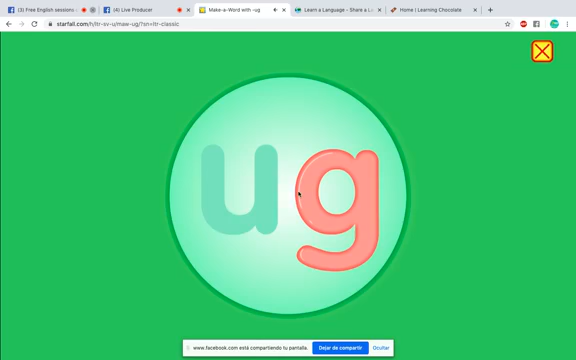 (3) Free English sessions
(4) Live Producer
Make-a-Word with -ug
Learn a Language - Share a L
Home | Learning Chocolate
starfall.com/h/ltr-sv-u/maw-ug/?sn=ltr-classic
ug
www.facebook.com está compartiendo tu pantalla.
Dejar de compartir
Ocultar